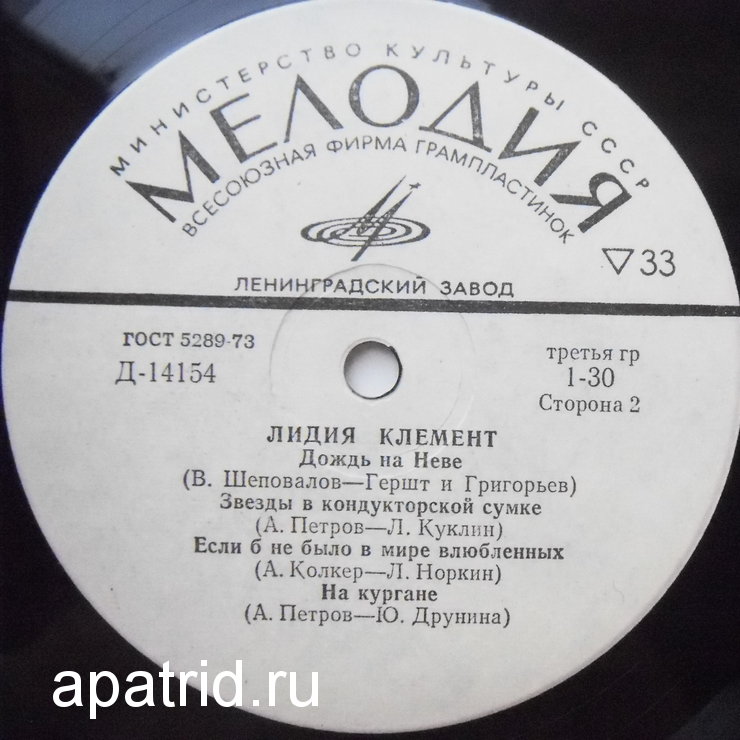 МИНИСТЕРСТВО КУЛЬТУРЫ СССР
МЕЛОДИЯ
ВСЕСОЮЗНАЯ ФИРМА ГРАМПЛАСТИНОК
▽33
ЛЕНИНГРАДСКИЙ ЗАВОД
ГОСТ 5289-73
Д-14154
третья гр
1-30
Сторона 2
ЛИДИЯ КЛЕМЕНТ
Дождь на Неве
(В. Шеповалов—Гершт и Григорьев)
Звезды в кондукторской сумке
(А. Петров—Л. Куклин)
Если б не было в мире влюбленных
(А. Колкер—Л. Норкин)
На кургане
(А. Петров—Ю. Друнина)
apatrid.ru